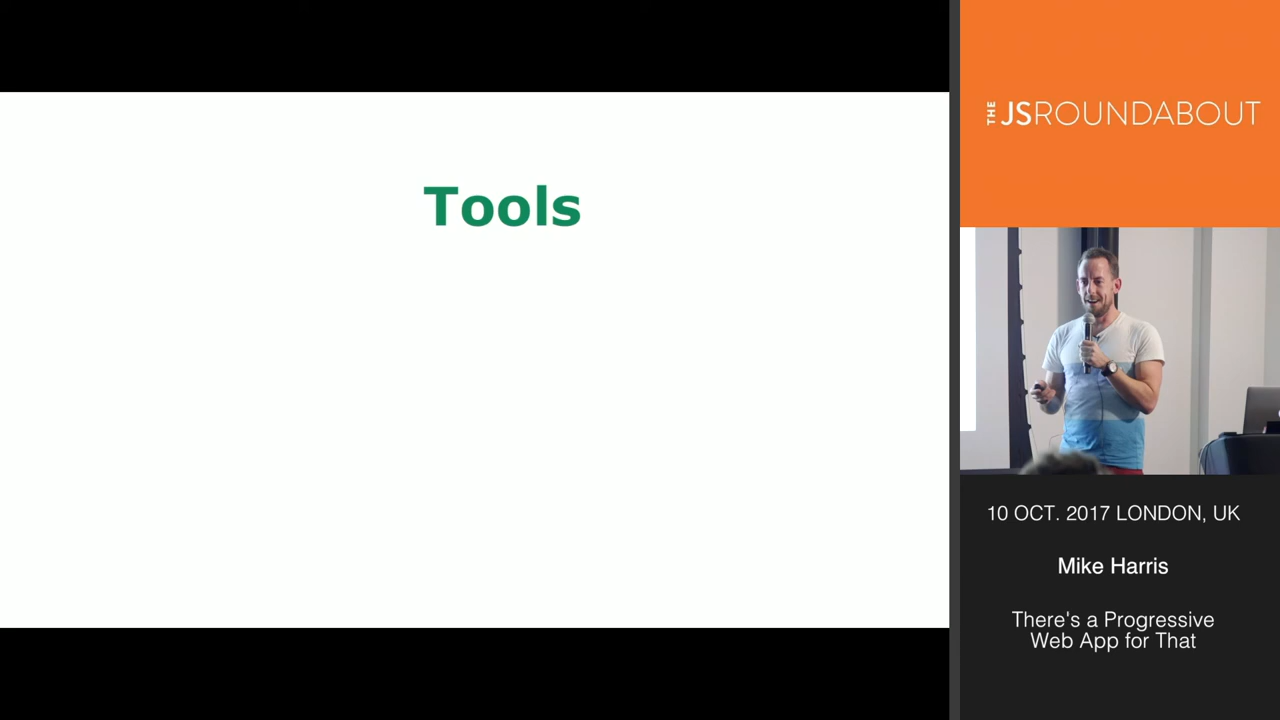 Tools
THE JSROUNDABOUT
10 OCT. 2017 LONDON, UK
Mike Harris
There's a Progressive
Web App for That